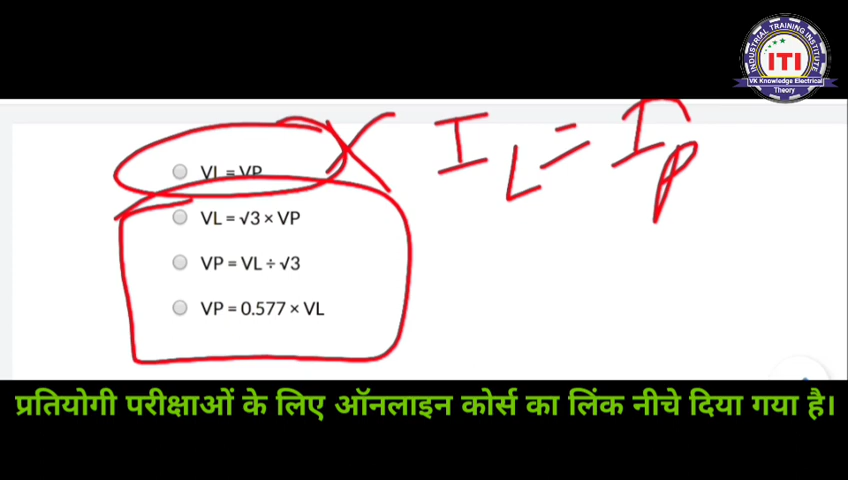 INDUSTRIAL TRAINING INSTITUTE
ITI
VK Knowledge Electrical
Theory
IL = IP
VL = VP
VL = √3 × VP
VP = VL ÷ √3
VP = 0.577 × VL
प्रतियोगी परीक्षाओं के लिए ऑनलाइन कोर्स का लिंक नीचे दिया गया है।